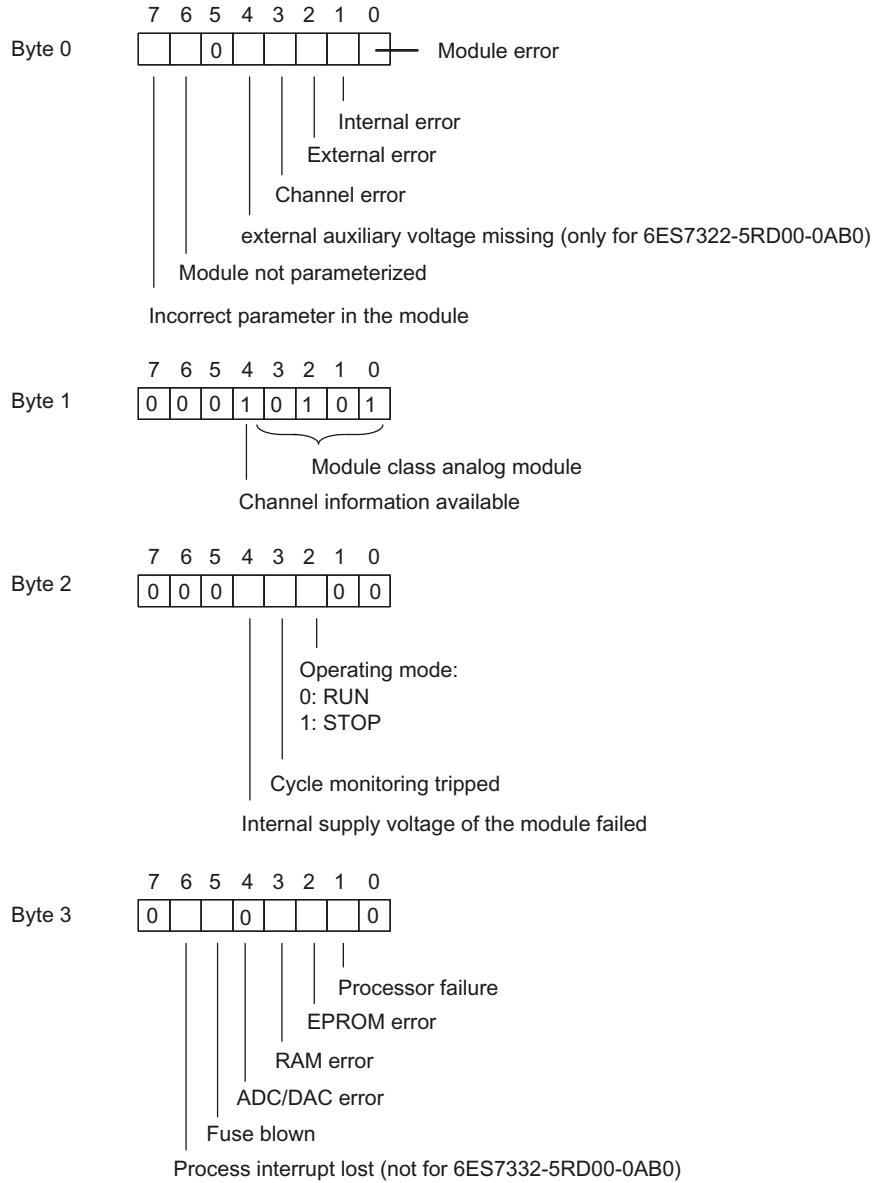 7 6 5 4 3 2 1 0
Byte 0 0 Module error
Internal error
External error
Channel error
external auxiliary voltage missing (only for 6ES7322-5RD00-0AB0)
Module not parameterized
Incorrect parameter in the module
7 6 5 4 3 2 1 0
Byte 1 0 0 0 1 0 1 0 1
Module class analog module
Channel information available
7 6 5 4 3 2 1 0
Byte 2 0 0 0 0 0
Operating mode:
0: RUN
1: STOP
Cycle monitoring tripped
Internal supply voltage of the module failed
7 6 5 4 3 2 1 0
Byte 3 0 0 0
Processor failure
EPROM error
RAM error
ADC/DAC error
Fuse blown
Process interrupt lost (not for 6ES7332-5RD00-0AB0)